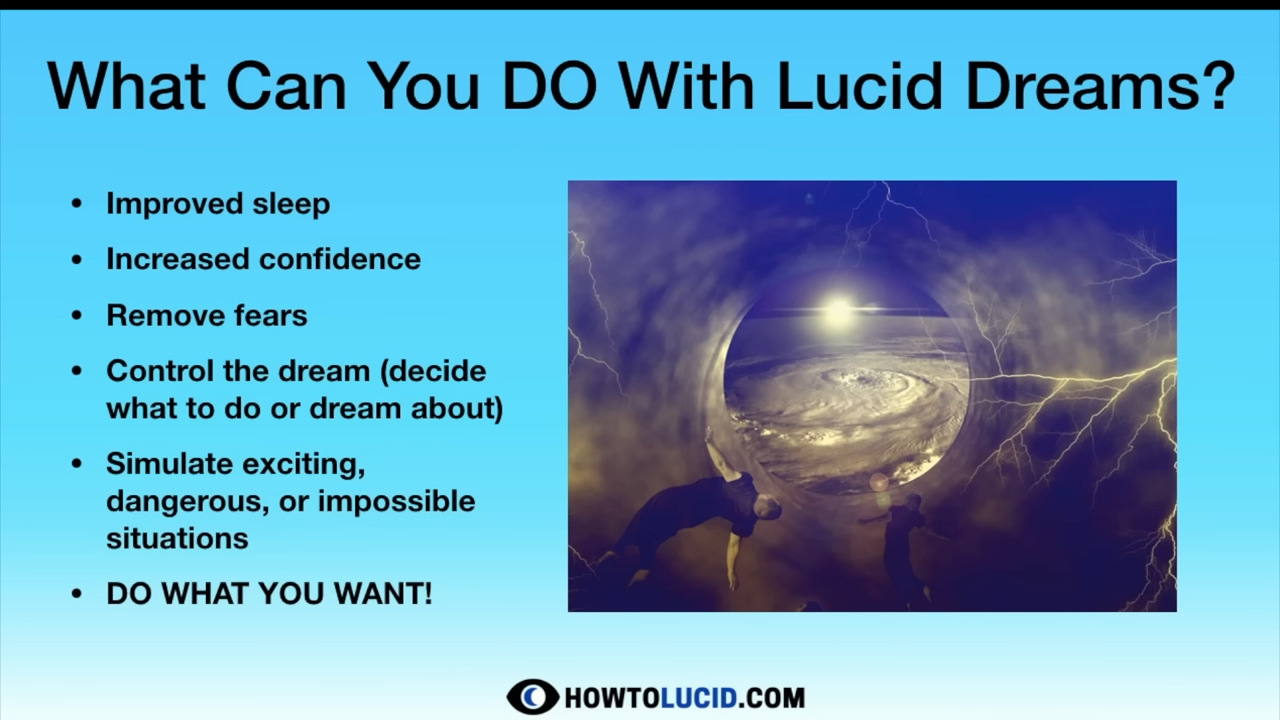 What Can You DO With Lucid Dreams?
• Improved sleep
• Increased confidence
• Remove fears
• Control the dream (decide
what to do or dream about)
• Simulate exciting,
dangerous, or impossible
situations
• DO WHAT YOU WANT!
HOWTOLUCID.COM